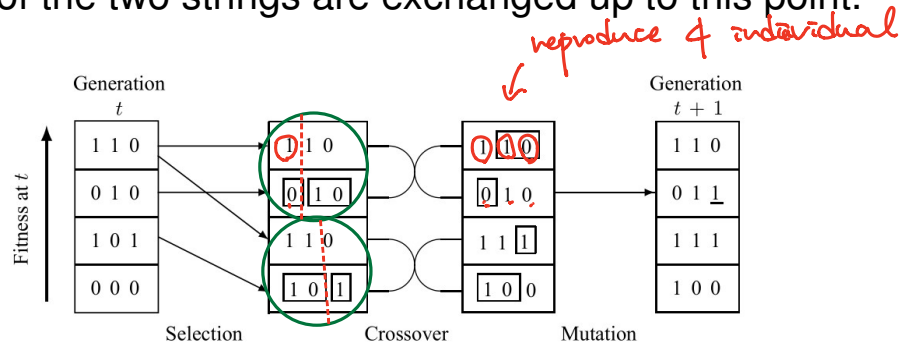 of the two strings are exchanged up to this point.
reproduce 4 individual
Generation
t
Generation
t + 1
Fitness at t
1 1 0
1 1 0
1 1 0
1 1 0
0 1 0
0 1 0
0 1 0
0 1 1
1 0 1
1 1 0
1 1 1
1 1 1
0 0 0
1 0 1
1 0 0
1 0 0
Selection
Crossover
Mutation